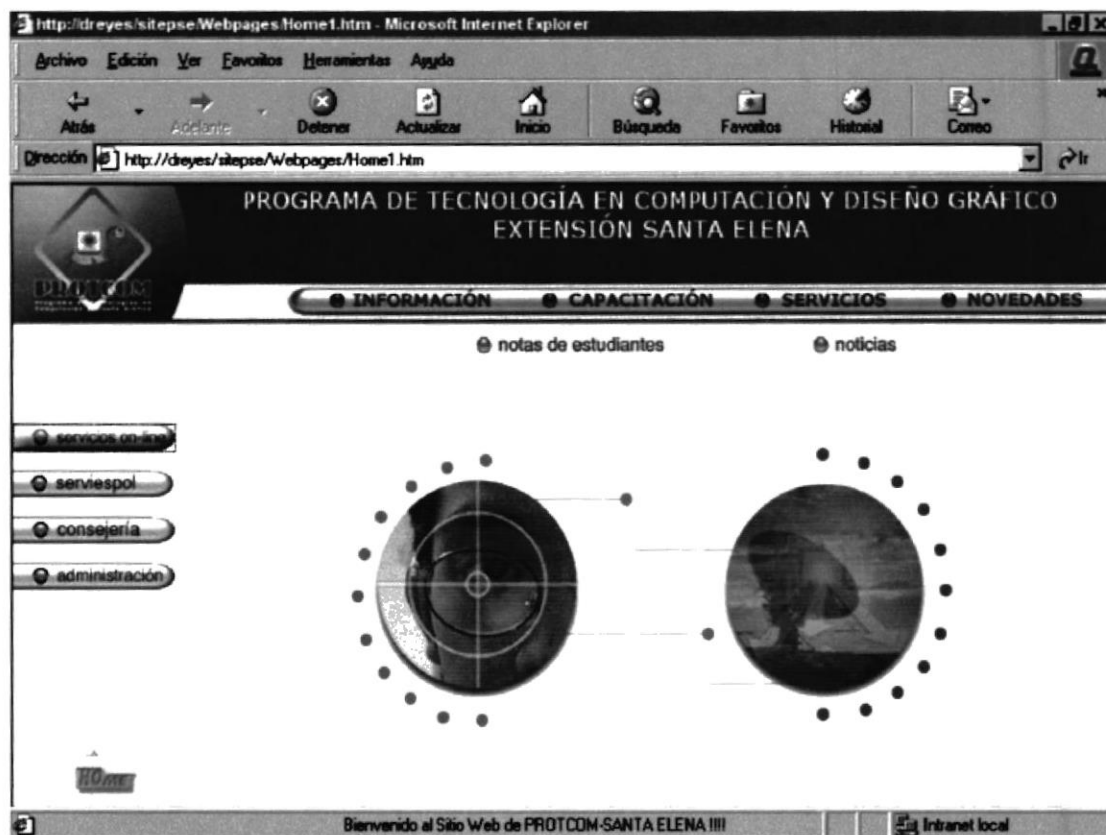 http://dreyes/sitepse/Webpages/Home1.htm - Microsoft Internet Explorer
Archivo Edición Ver Favoritos Herramientas Ayuda
Atrás Adelante Detener Actualizar Inicio Búsqueda Favoritos Historial Correo
Dirección http://dreyes/sitepse/Webpages/Home1.htm Ir
PROGRAMA DE TECNOLOGÍA EN COMPUTACIÓN Y DISEÑO GRÁFICO
EXTENSIÓN SANTA ELENA
PROTCOM
INFORMACIÓN CAPACITACIÓN SERVICIOS NOVEDADES
notas de estudiantes noticias
servicios on-line
serviespol
consejería
administración
HOme
Bienvenido al Sitio Web de PROTCOM-SANTA ELENA !!!! Intranet local